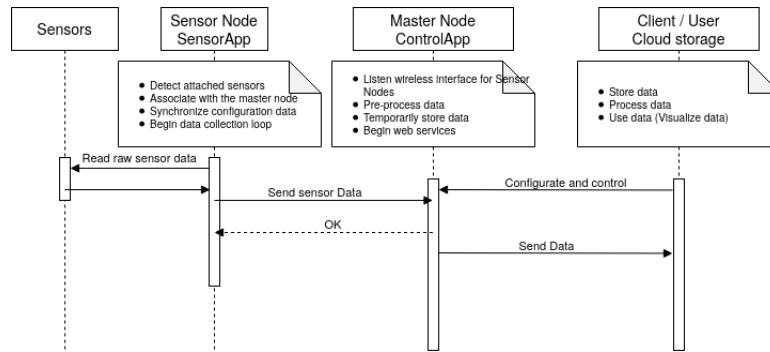 Sensors
Sensor Node
SensorApp
Master Node
ControlApp
Client / User
Cloud storage
Detect attached sensors
Associate with the master node
Synchronize configuration data
Begin data collection loop
Listen wireless interface for Sensor
Nodes
Pre-process data
Temporarily store data
Begin web services
Store data
Process data
Use data (Visualize data)
Read raw sensor data
Send sensor Data
Configurate and control
OK
Send Data